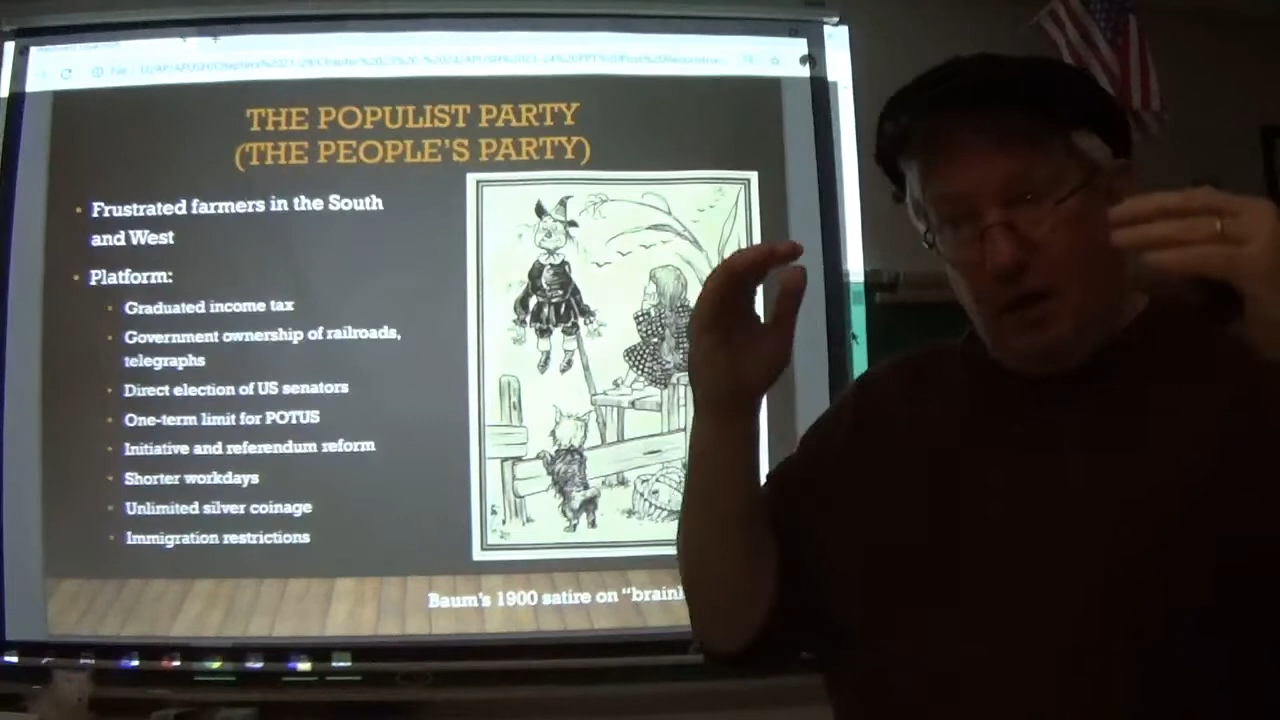 THE POPULIST PARTY
(THE PEOPLE'S PARTY)
• Frustrated farmers in the South
and West
• Platform:
• Graduated income tax
• Government ownership of railroads,
telegraphs
• Direct election of US senators
• One-term limit for POTUS
• Initiative and referendum reform
• Shorter workdays
• Unlimited silver coinage
• Immigration restrictions
Baum's 1900 satire on